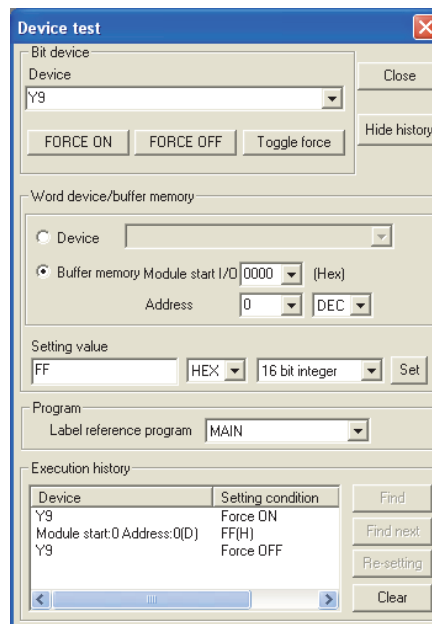 Device test
Bit device
Device
Close
Y9
FORCE ON FORCE OFF Toggle force
Hide history
Word device/buffer memory
Device
Buffer memory Module start I/O 0000 (Hex)
Address 0 DEC
Setting value
FF HEX 16 bit integer Set
Program
Label reference program MAIN
Execution history
Device Setting condition
Y9 Force ON
Module start:0 Address:0(D) FF(H)
Y9 Force OFF
Find
Find next
Re-setting
Clear